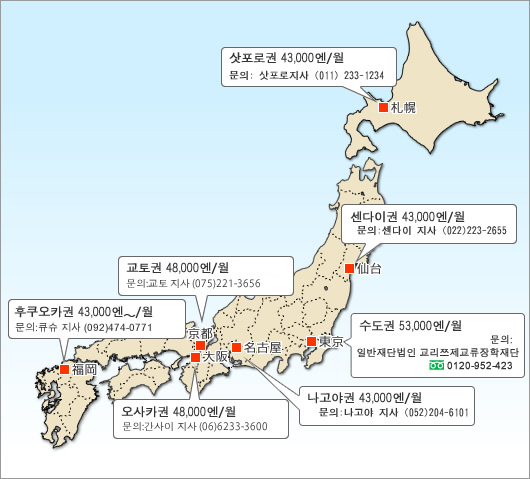 삿포로권 43,000엔/월
문의: 삿포로지사 (011) 233-1234
札幌
센다이권 43,000엔/월
문의:센다이 지사 (022)223-2655
仙台
교토권 48,000엔/월
문의:교토 지사 (075)221-3656
후쿠오카권 43,000엔~/월
문의:큐슈 지사 (092)474-0771
京都
大阪
名古屋
東京
福岡
수도권 53,000엔/월
문의:
일반재단법인 교리쯔제교류장학재단
0120-952-423
나고야권 43,000엔/월
문의:나고야 지사 (052)204-6101
오사카권 48,000엔/월
문의:간사이 지사 (06)6233-3600